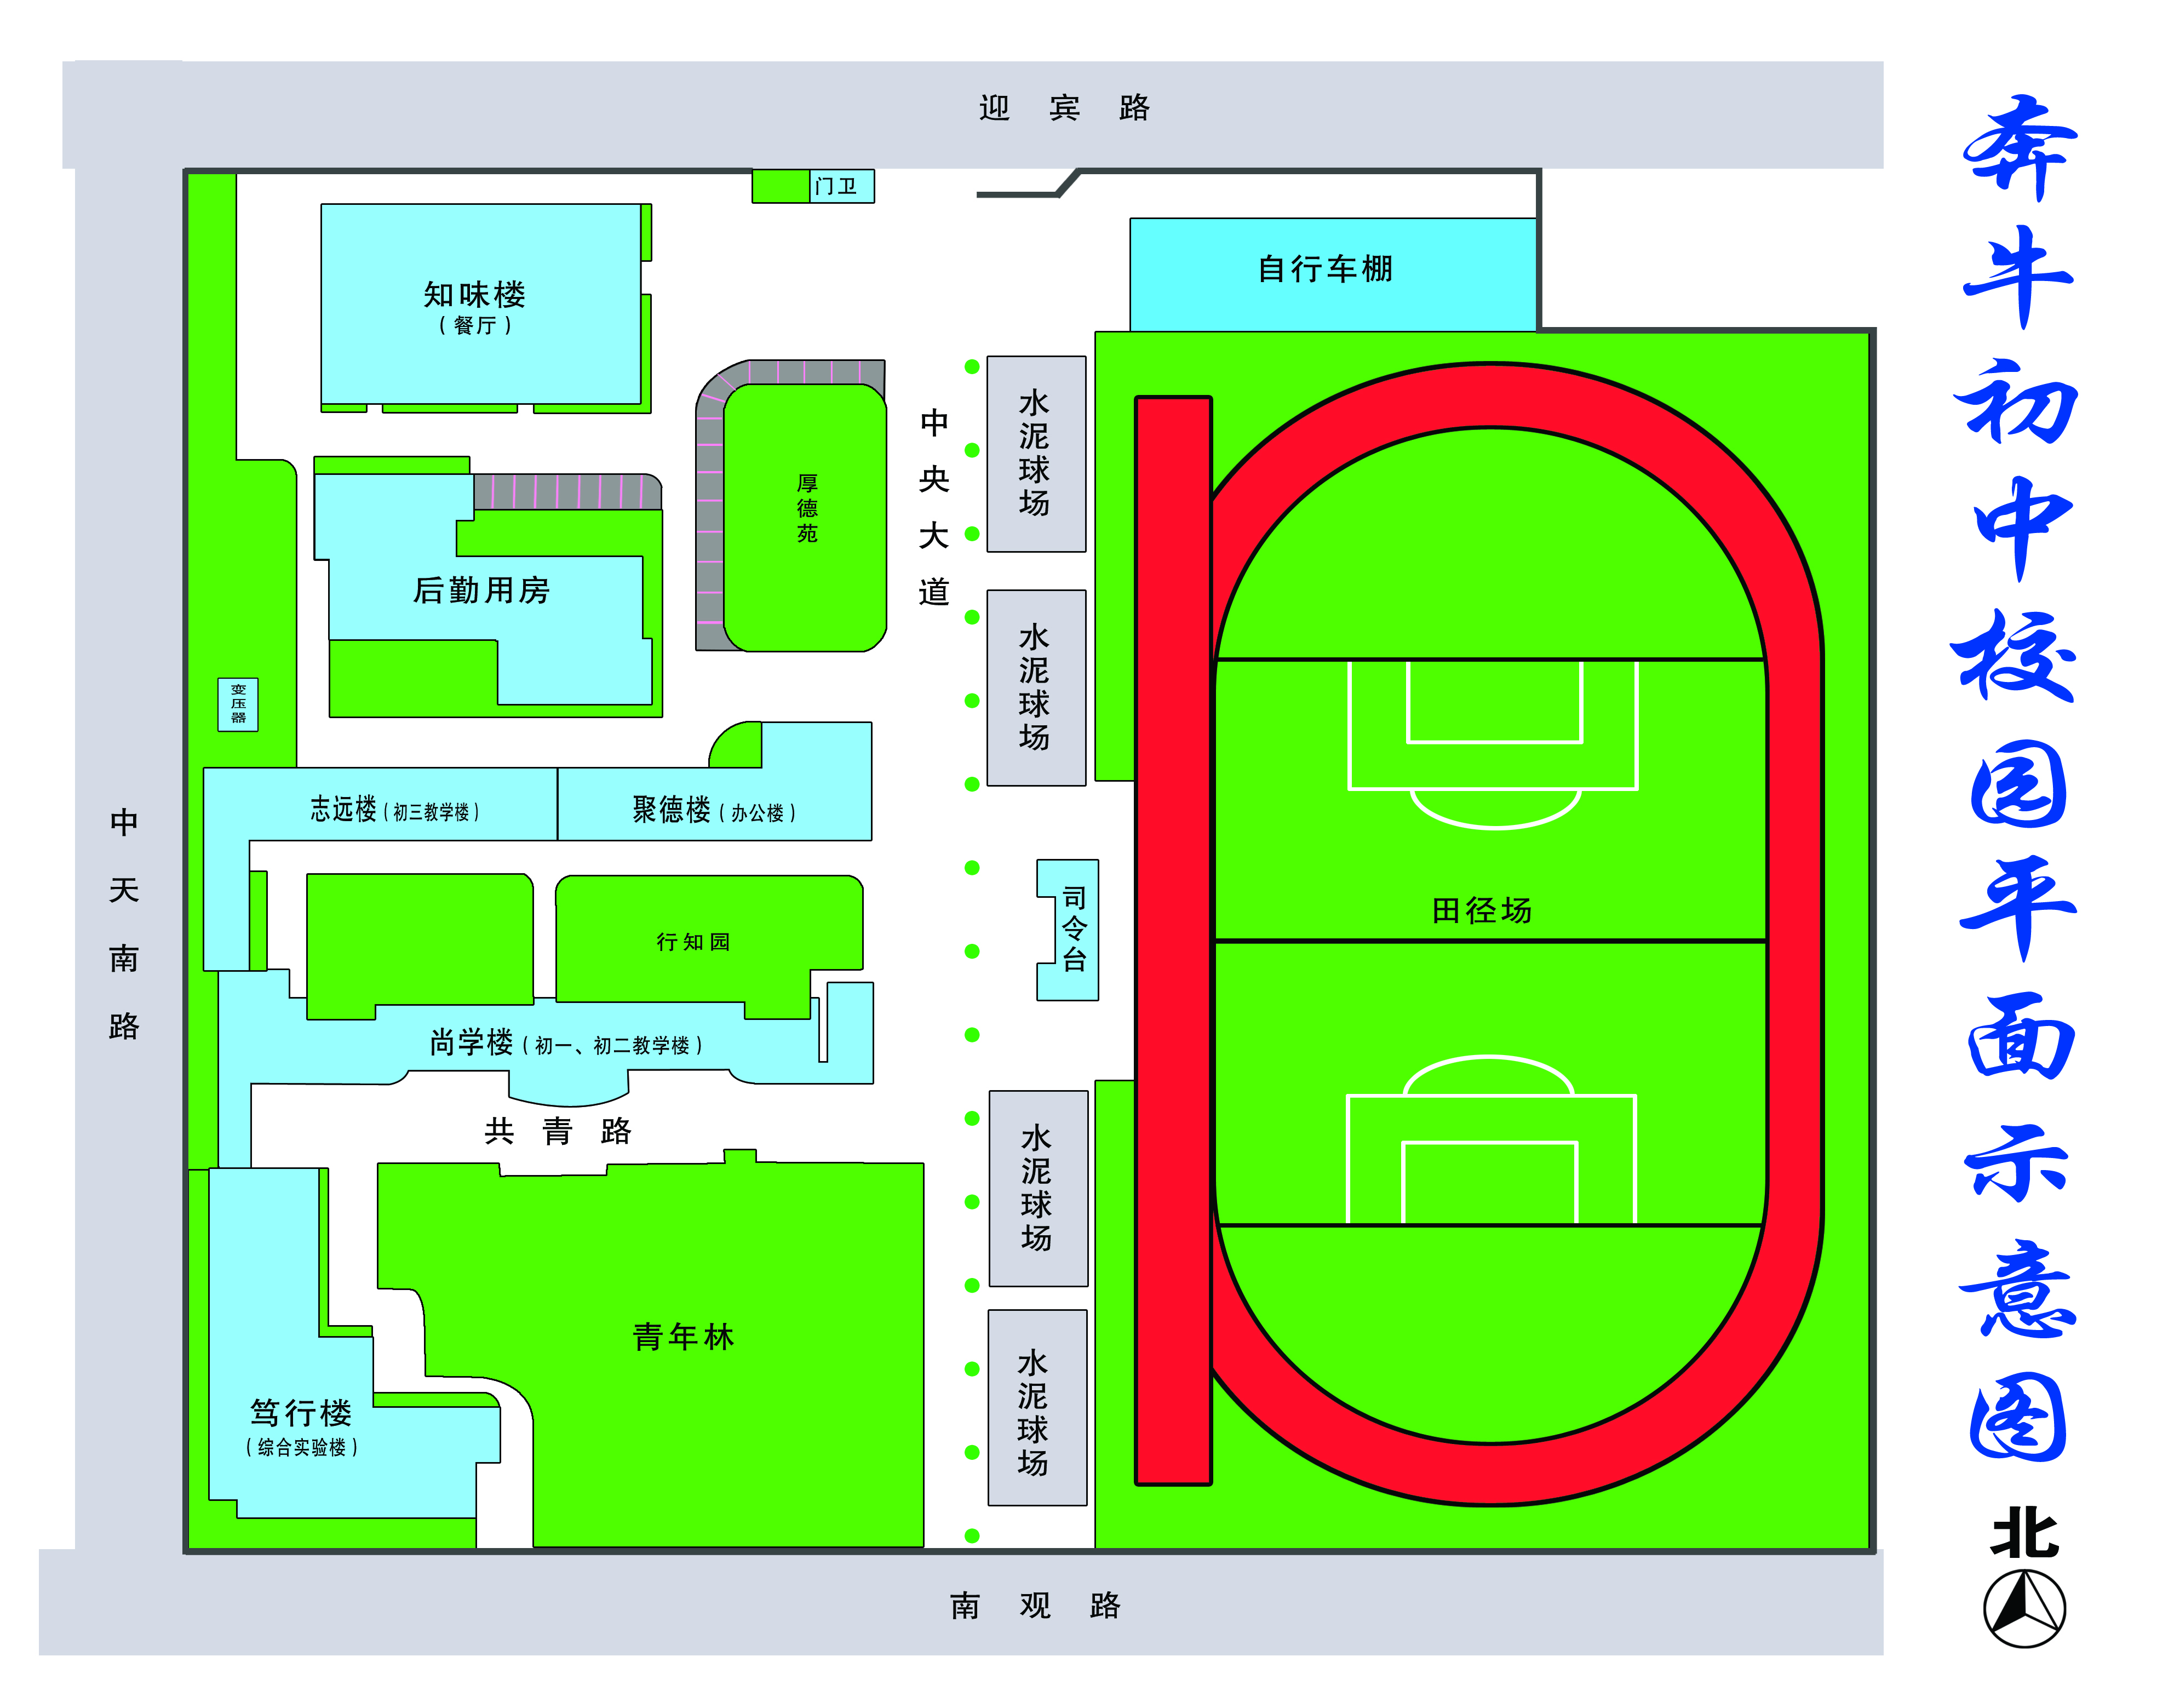 迎宾路
门卫
知味楼
（餐厅）
自行车棚
水泥球场
中央大道
厚德苑
后勤用房
水泥球场
变压器
志远楼（初三教学楼）
聚德楼（办公楼）
中天南路
司令台
田径场
行知园
尚学楼（初一、初二教学楼）
共青路
水泥球场
青年林
水泥球场
笃行楼
（综合实验楼）
南观路
奔牛初中校园平面示意图
北